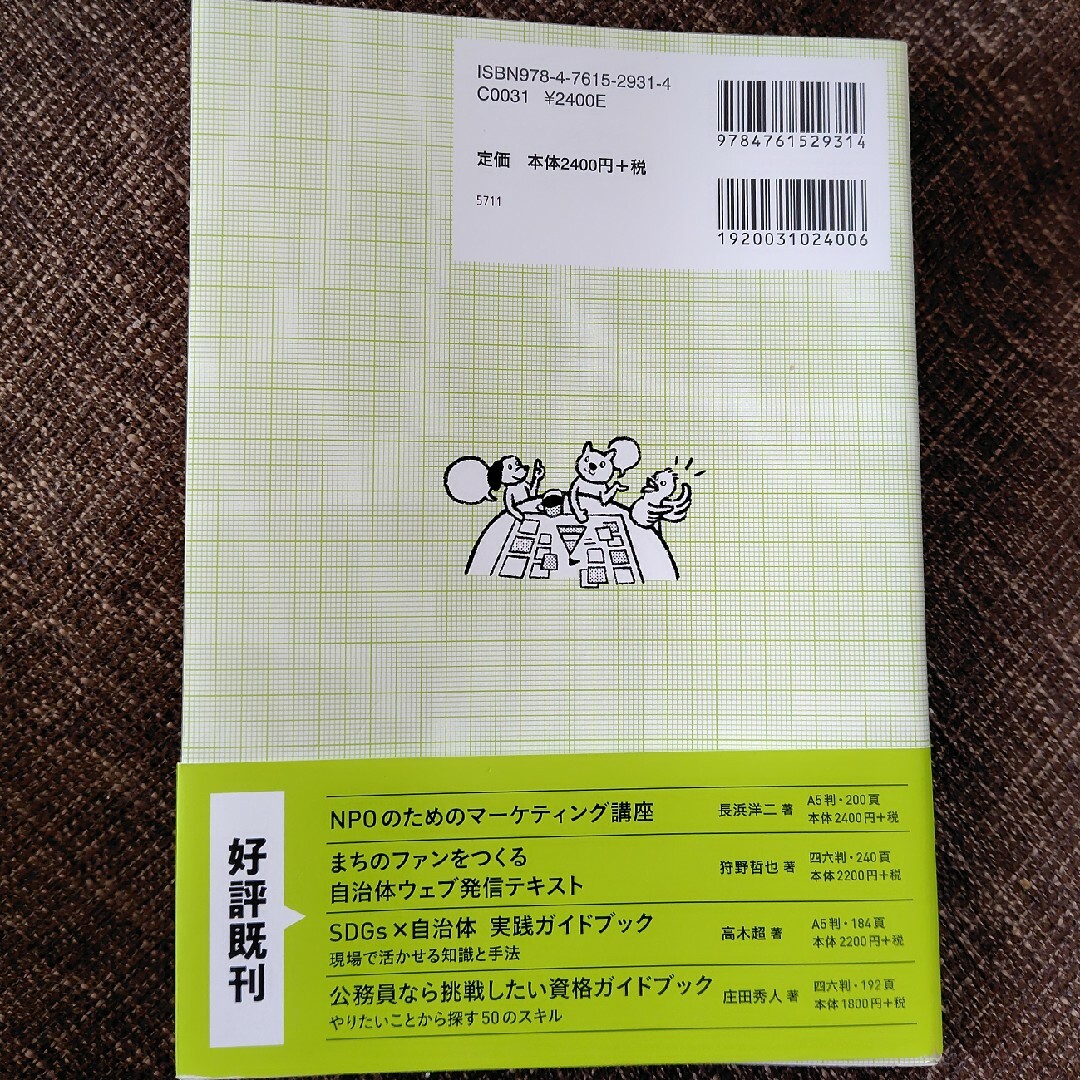 ISBN978-4-7615-2931-4
C0031 ¥2400E
9784761529314
定価 本体2400円+税
5711
1920031024006
好評既刊
NPOのためのマーケティング講座 長浜洋二 著 A5判・200頁
本体2400円+税
まちのファンをつくる
自治体ウェブ発信テキスト 狩野哲也 著 四六判・240頁
本体2200円+税
SDGs×自治体 実践ガイドブック
現場で活かせる知識と手法 高木超 著 A5判・184頁
本体2200円+税
公務員なら挑戦したい資格ガイドブック
やりたいことから探す50のスキル 庄田秀人 著 四六判・192頁
本体1800円+税